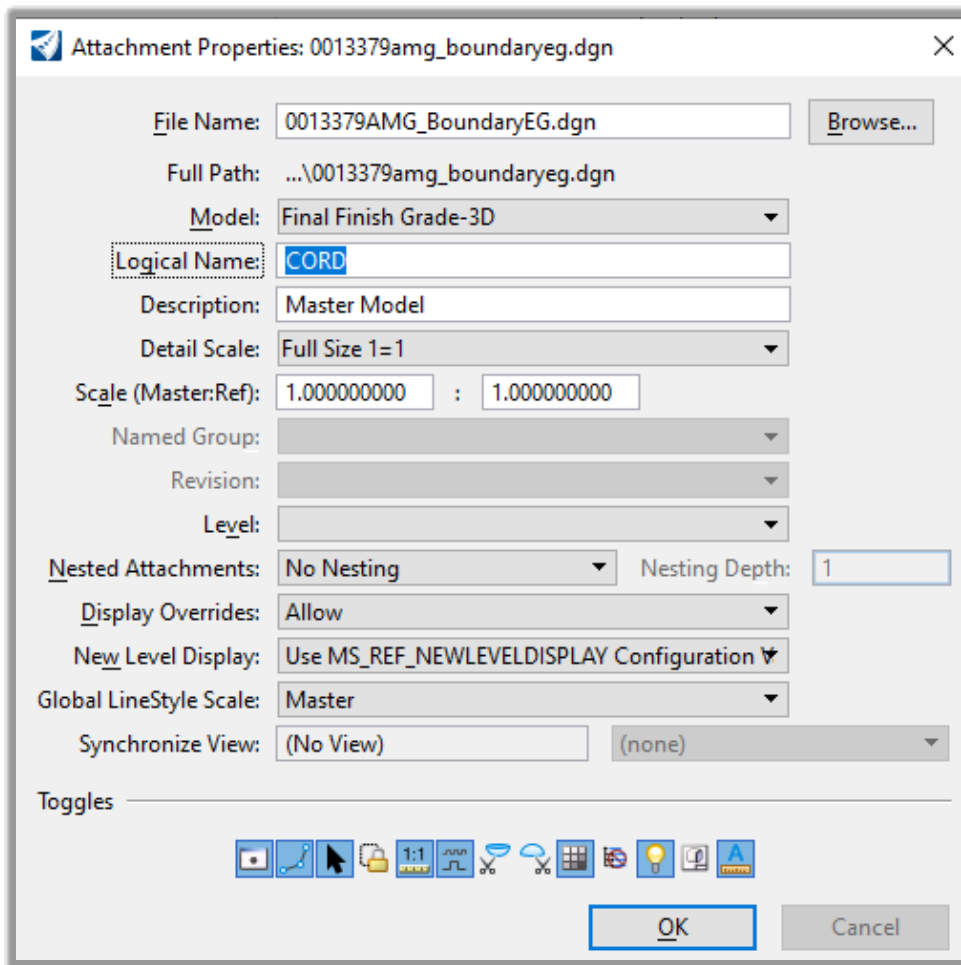 Attachment Properties: 0013379amg_boundaryeg.dgn
File Name: 0013379AMG_BoundaryEG.dgn Browse...
Full Path: ...\0013379amg_boundaryeg.dgn
Model: Final Finish Grade-3D
Logical Name: CORD
Description: Master Model
Detail Scale: Full Size 1=1
Scale (Master:Ref): 1.000000000 : 1.000000000
Named Group:
Revision:
Level:
Nested Attachments: No Nesting Nesting Depth: 1
Display Overrides: Allow
New Level Display: Use MS_REF_NEWLEVELDISPLAY Configuration
Global LineStyle Scale: Master
Synchronize View: (No View) (none)
Toggles
1:1 A
OK Cancel